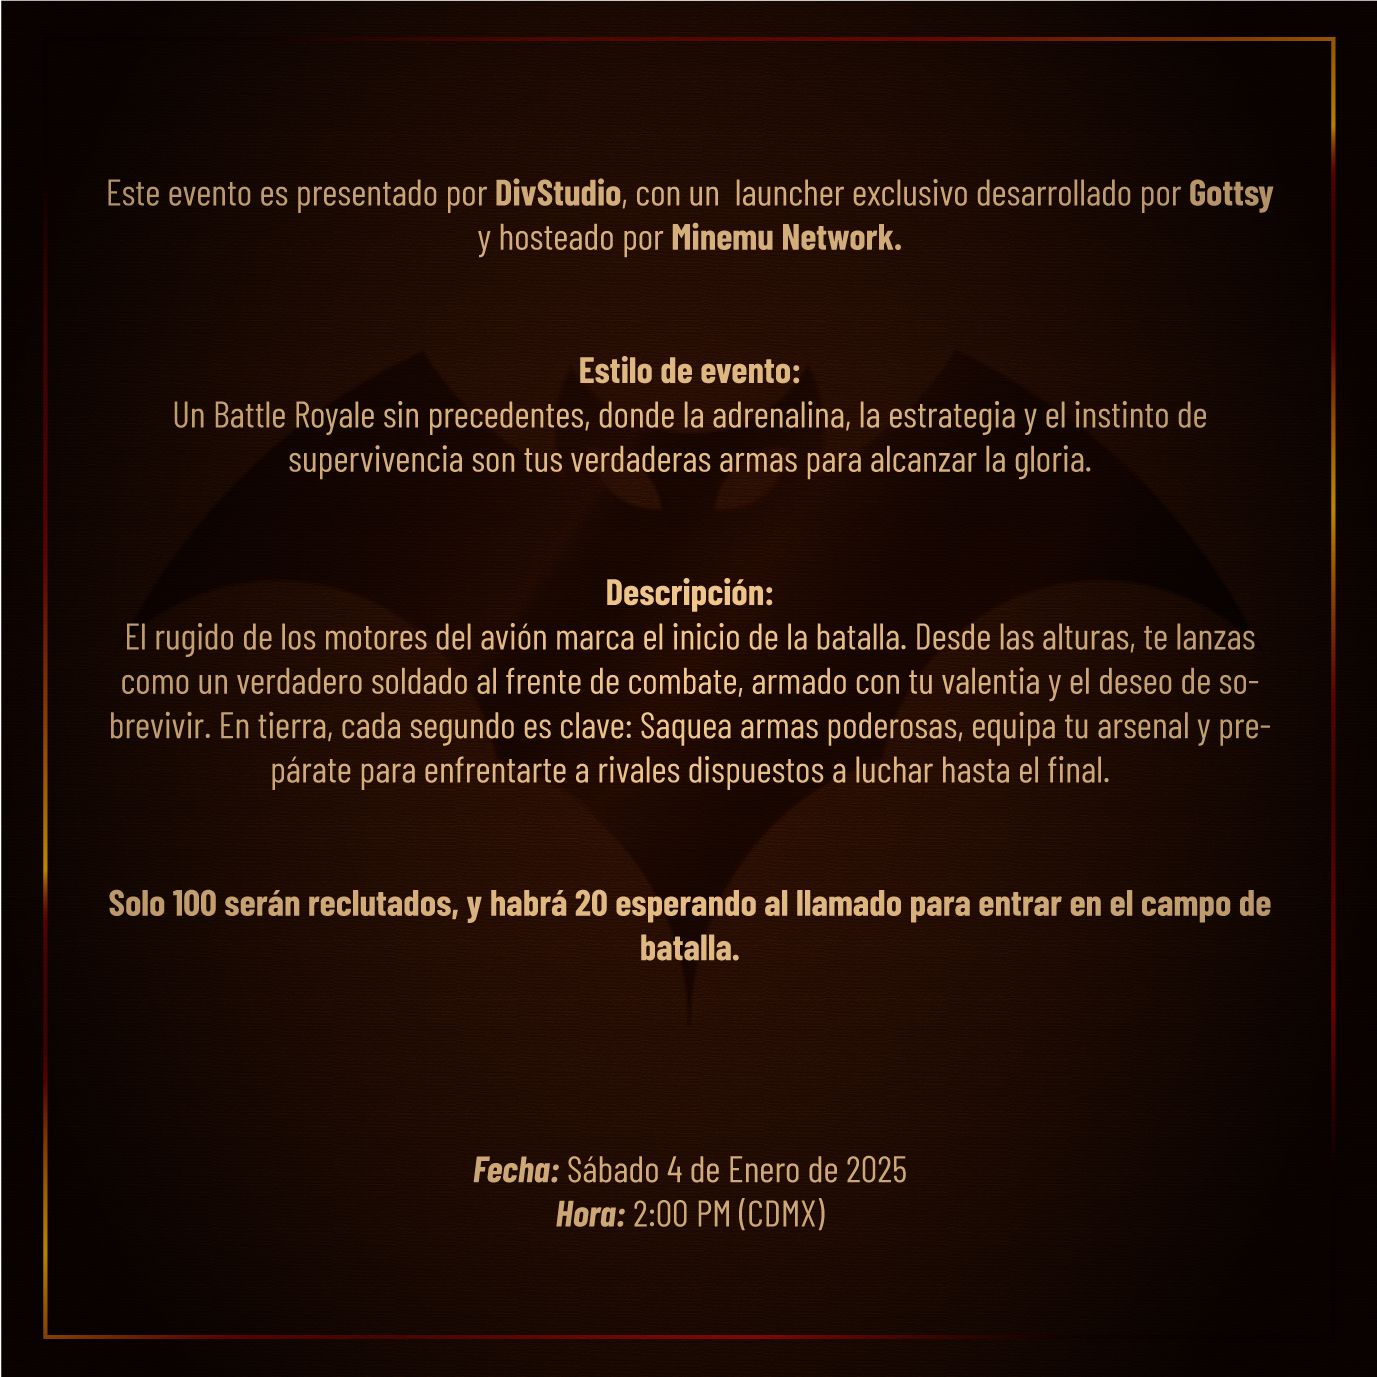 Este evento es presentado por DivStudio, con un  launcher exclusivo desarrollado por Gottsy
y hosteado por Minemu Network.
Estilo de evento:
Un Battle Royale sin precedentes, donde la adrenalina, la estrategia y el instinto de
supervivencia son tus verdaderas armas para alcanzar la gloria.
Descripción:
El rugido de los motores del avión marca el inicio de la batalla. Desde las alturas, te lanzas
como un verdadero soldado al frente de combate, armado con tu valentia y el deseo de so-
brevivir. En tierra, cada segundo es clave: Saquea armas poderosas, equipa tu arsenal y pre-
párate para enfrentarte a rivales dispuestos a luchar hasta el final.
Solo 100 serán reclutados, y habrá 20 esperando al llamado para entrar en el campo de
batalla.
Fecha: Sábado 4 de Enero de 2025
Hora: 2:00 PM (CDMX)